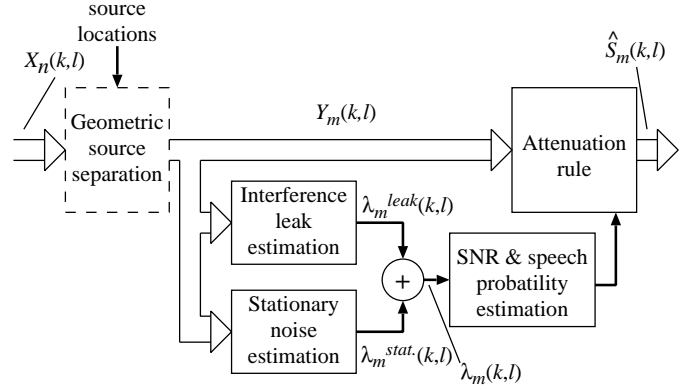 source
locations
X_n(k,l)
Ŝ_m(k,l)
Geometric
source
separation
Y_m(k,l)
Attenuation
rule
Interference
leak
estimation
λ_m^leak(k,l)
+
SNR & speech
probability
estimation
Stationary
noise
estimation
λ_m^stat.(k,l)
λ_m(k,l)